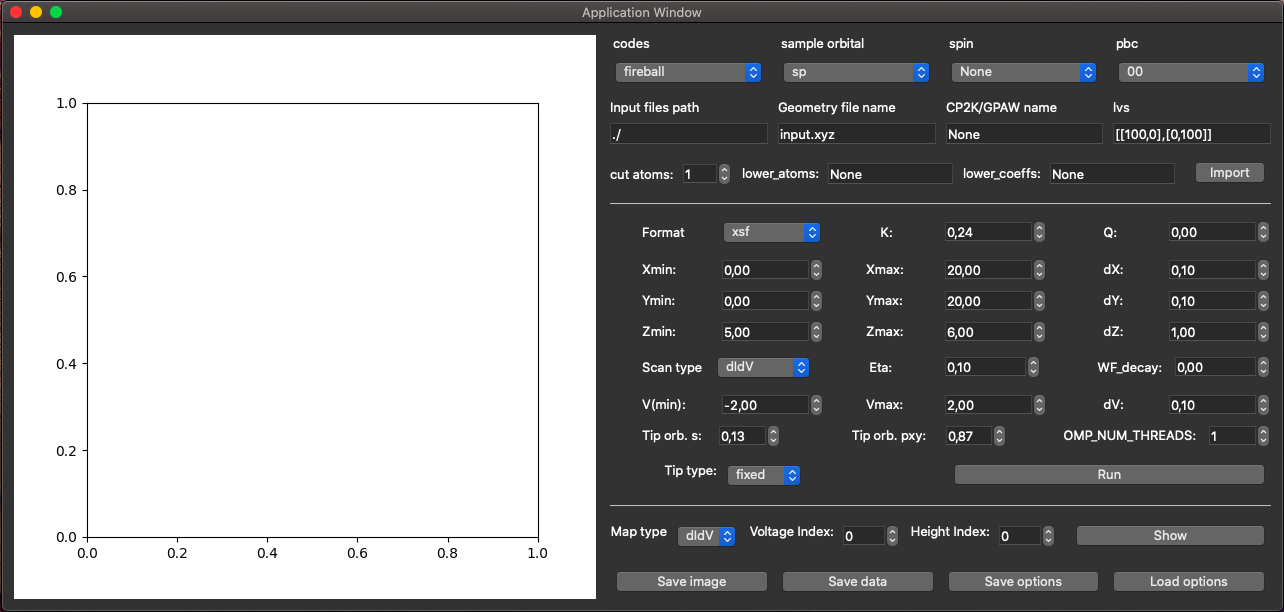 Application Window
1.0
0.8
0.6
0.4
0.2
0.0
0.0 0.2 0.4 0.6 0.8 1.0
codes sample orbital spin pbc
fireball sp None 00
Input files path Geometry file name CP2K/GPAW name lvs
./ input.xyz None [[100,0],[0,100]]
cut atoms: 1 lower_atoms: None lower_coeffs: None Import
Format xsf K: 0,24 Q: 0,00
Xmin: 0,00 Xmax: 20,00 dX: 0,10
Ymin: 0,00 Ymax: 20,00 dY: 0,10
Zmin: 5,00 Zmax: 6,00 dZ: 1,00
Scan type dIdV Eta: 0,10 WF_decay: 0,00
V(min): -2,00 Vmax: 2,00 dV: 0,10
Tip orb. s: 0,13 Tip orb. pxy: 0,87 OMP_NUM_THREADS: 1
Tip type: fixed Run
Map type dIdV Voltage Index: 0 Height Index: 0 Show
Save image Save data Save options Load options